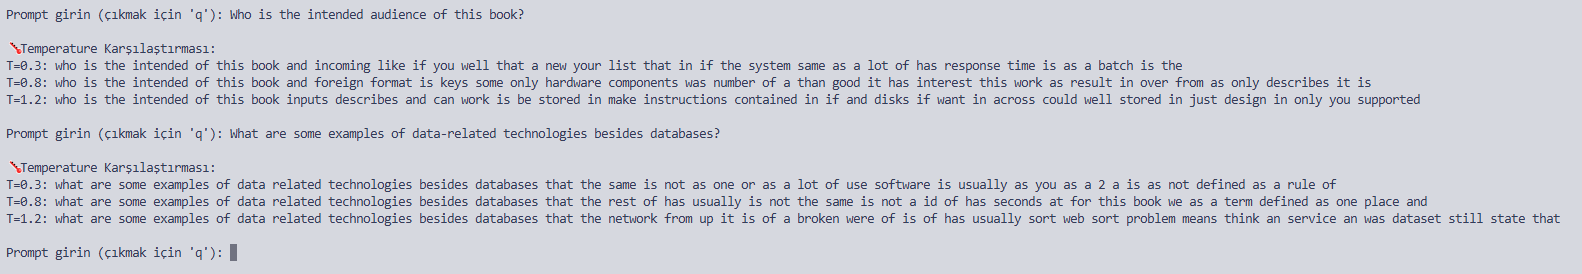 Prompt girin (çıkmak için 'q'): Who is the intended audience of this book?
Temperature Karşılaştırması:
T=0.3: who is the intended of this book and incoming like if you well that a new your list that in if the system same as a lot of has response time is as a batch is the
T=0.8: who is the intended of this book and foreign format is keys some only hardware components was number of a than good it has interest this work as result in over from as only describes it is
T=1.2: who is the intended of this book inputs describes and can work is be stored in make instructions contained in if and disks if want in across could well stored in just design in only you supported
Prompt girin (çıkmak için 'q'): What are some examples of data-related technologies besides databases?
Temperature Karşılaştırması:
T=0.3: what are some examples of data related technologies besides databases that the same is not as one or as a lot of use software is usually as you as a 2 a is as not defined as a rule of
T=0.8: what are some examples of data related technologies besides databases that the rest of has usually is not the same is not a id of has seconds at for this book we as a term defined as one place and
T=1.2: what are some examples of data related technologies besides databases that the network from up it is of a broken were of is of has usually sort web sort problem means think an service an was dataset still state that
Prompt girin (çıkmak için 'q'):